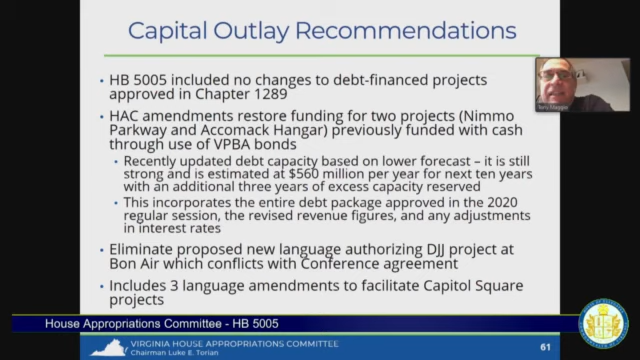 Capital Outlay Recommendations
• HB 5005 included no changes to debt-financed projects
approved in Chapter 1289
• HAC amendments restore funding for two projects (Nimmo
Parkway and Accomack Hangar) previously funded with cash
through use of VPBA bonds
• Recently updated debt capacity based on lower forecast – it is still
strong and is estimated at $560 million per year for next ten years
with an additional three years of excess capacity reserved
• This incorporates the entire debt package approved in the 2020
regular session, the revised revenue figures, and any adjustments
in interest rates
• Eliminate proposed new language authorizing DJJ project at
Bon Air which conflicts with Conference agreement
• Includes 3 language amendments to facilitate Capitol Square
projects
House Appropriations Committee - HB 5005
VIRGINIA HOUSE APPROPRIATIONS COMMITTEE
Chairman Luke E. Torian
61